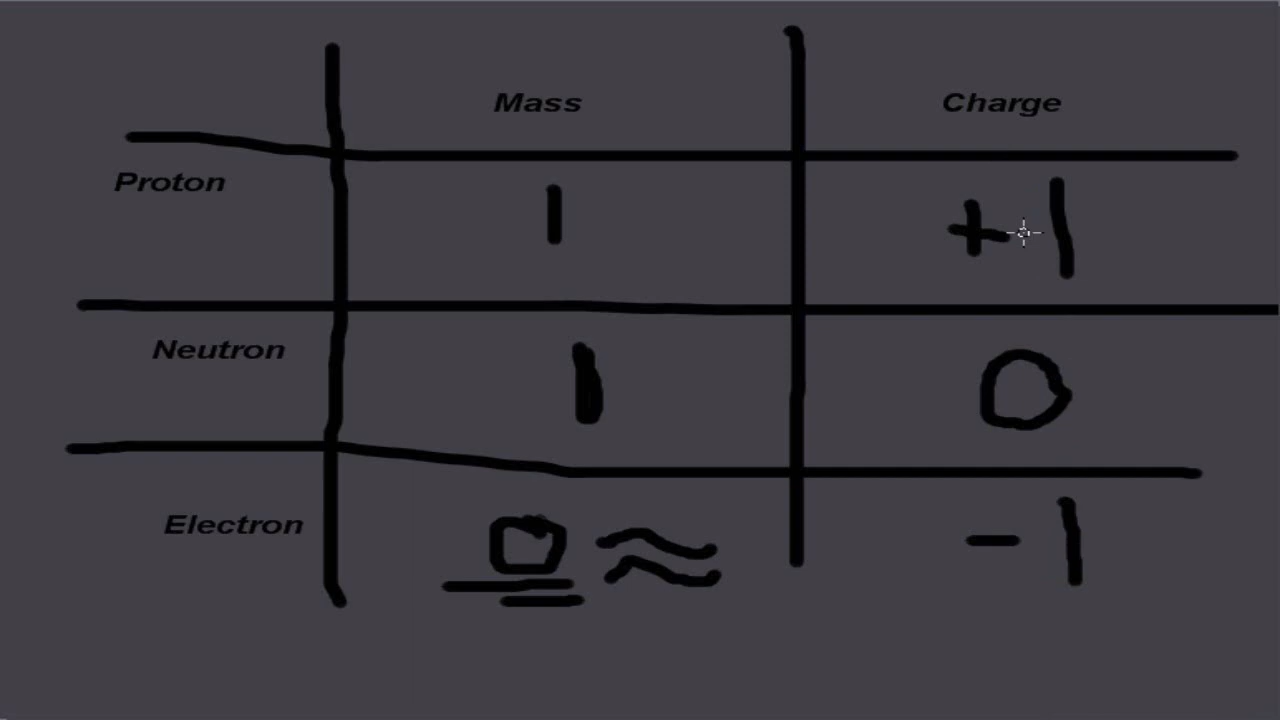 Mass Charge
Proton 1 +1
Neutron 1 0
Electron 0 ≈ -1